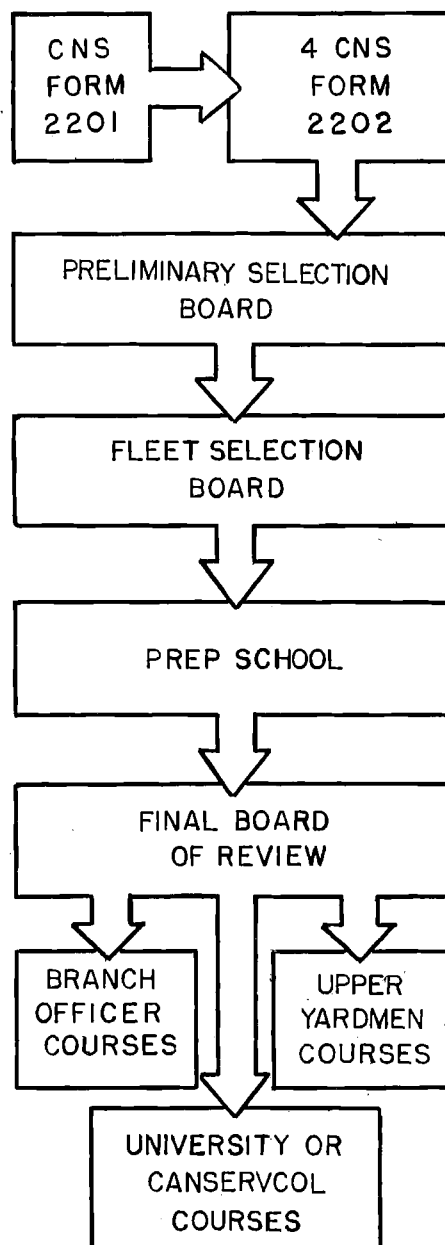 CNS
FORM
2201
4 CNS
FORM
2202
PRELIMINARY SELECTION
BOARD
FLEET SELECTION
BOARD
PREP SCHOOL
FINAL BOARD
OF REVIEW
BRANCH
OFFICER
COURSES
UPPER
YARDMEN
COURSES
UNIVERSITY OR
CANSERVCOL
COURSES